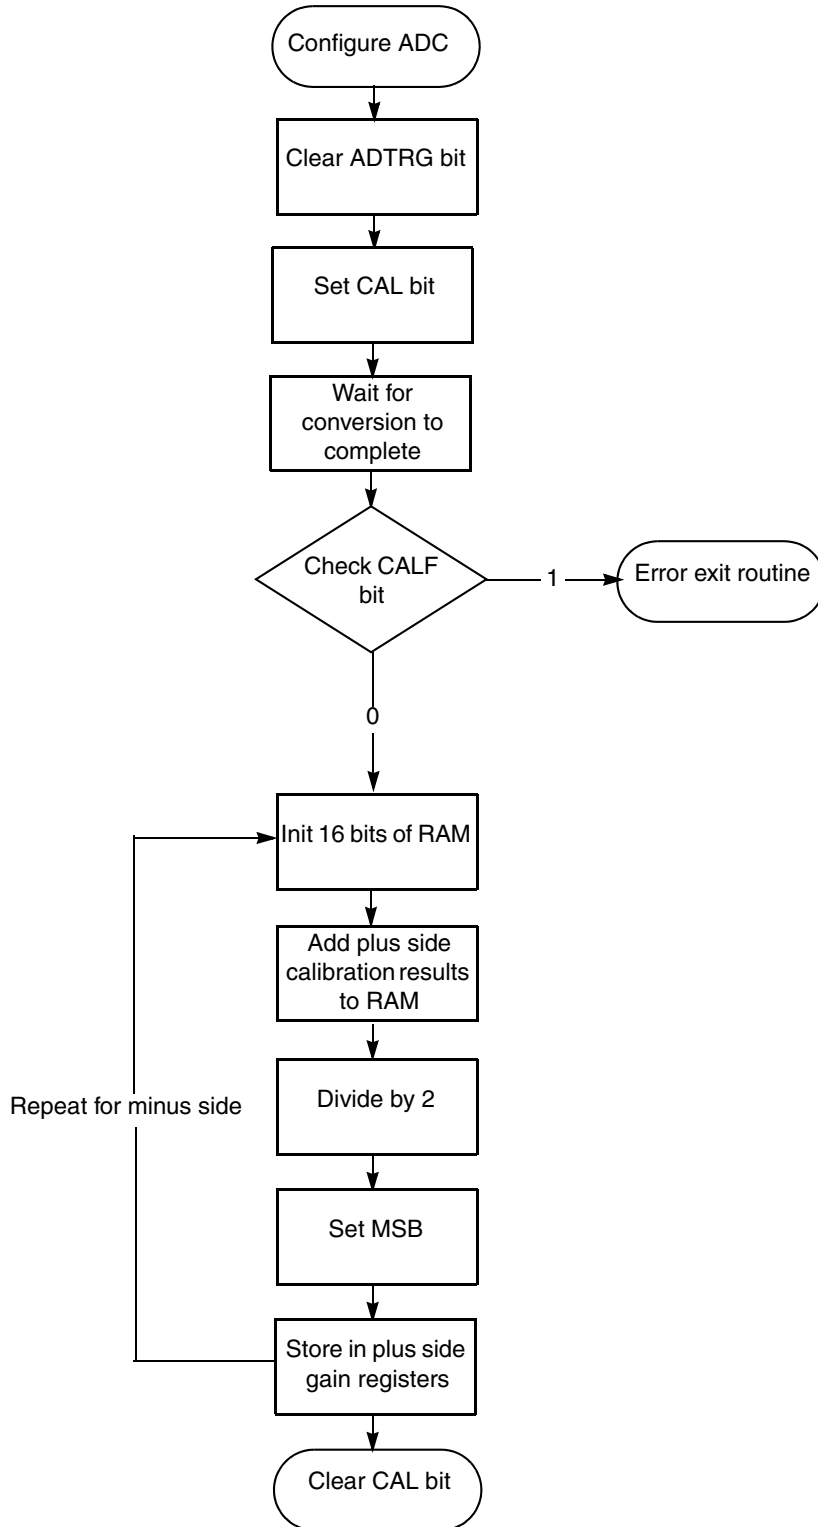 Configure ADC
Clear ADTRG bit
Set CAL bit
Wait for
conversion to
complete
Check CALF
bit
1
Error exit routine
0
Init 16 bits of RAM
Add plus side
calibration results
to RAM
Divide by 2
Repeat for minus side
Set MSB
Store in plus side
gain registers
Clear CAL bit